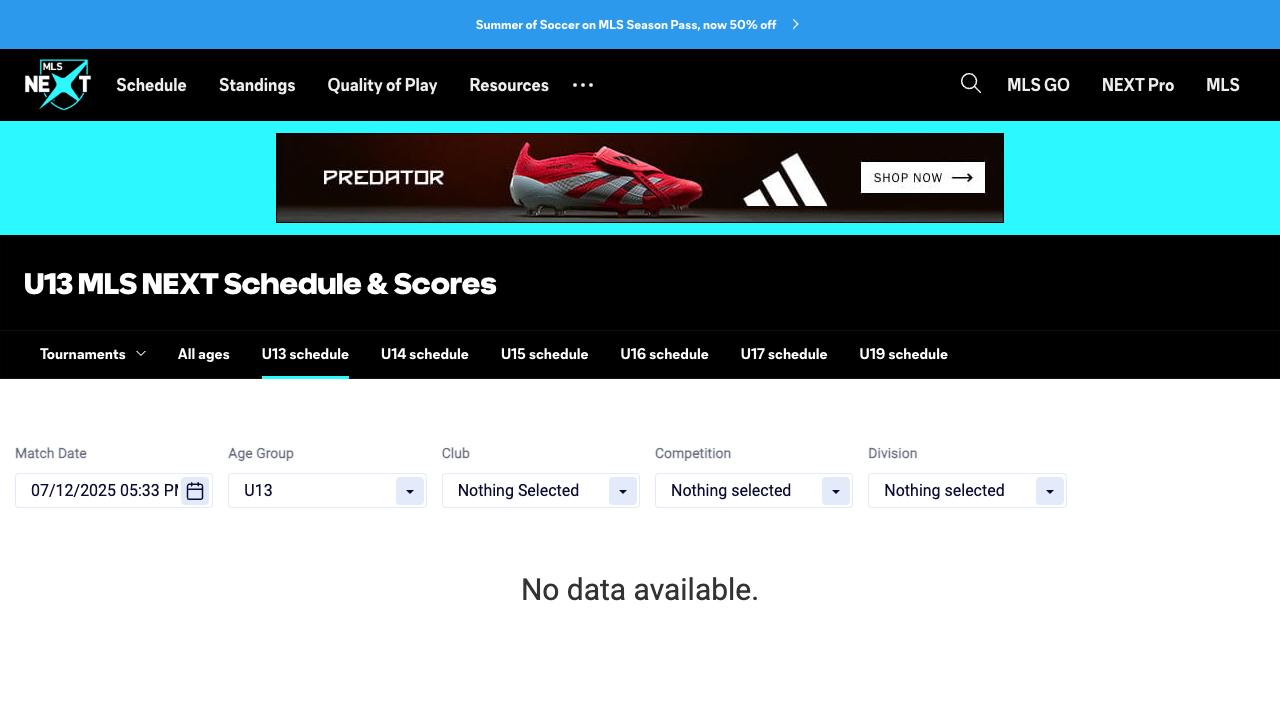 Summer of Soccer on MLS Season Pass, now 50% off
MLS
NEXT
Schedule
Standings
Quality of Play
Resources
MLS GO
NEXT Pro
MLS
PREDATOR
SHOP NOW
U13 MLS NEXT Schedule & Scores
Tournaments
All ages
U13 schedule
U14 schedule
U15 schedule
U16 schedule
U17 schedule
U19 schedule
Match Date
Age Group
Club
Competition
Division
07/12/2025 05:33 P
U13
Nothing Selected
Nothing selected
Nothing selected
No data available.